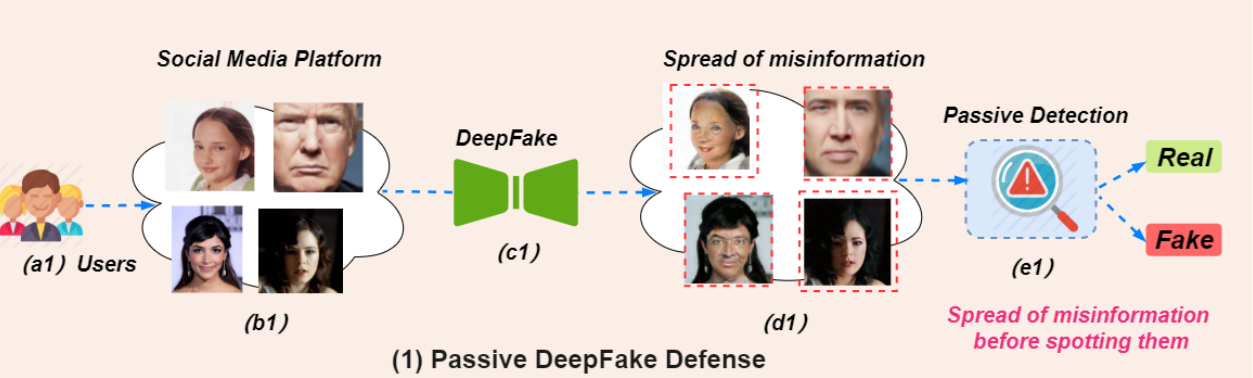 Social Media Platform
Spread of misinformation
DeepFake
Passive Detection
Real
Fake
(a1) Users
(b1)
(c1)
(d1)
(e1)
Spread of misinformation
before spotting them
(1) Passive DeepFake Defense